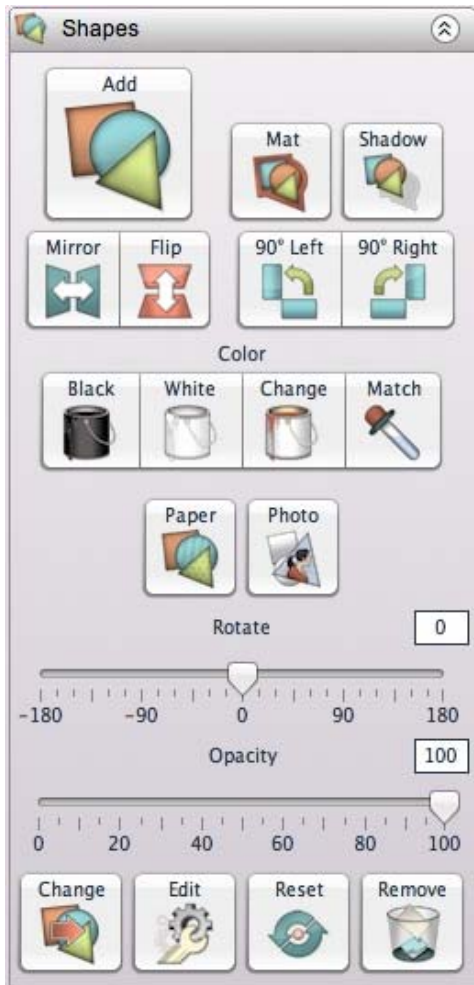 Shapes
Add
Mat Shadow
Mirror Flip 90° Left 90° Right
Color
Black White Change Match
Paper Photo
Rotate 0
-180 -90 0 90 180
Opacity 100
0 20 40 60 80 100
Change Edit Reset Remove